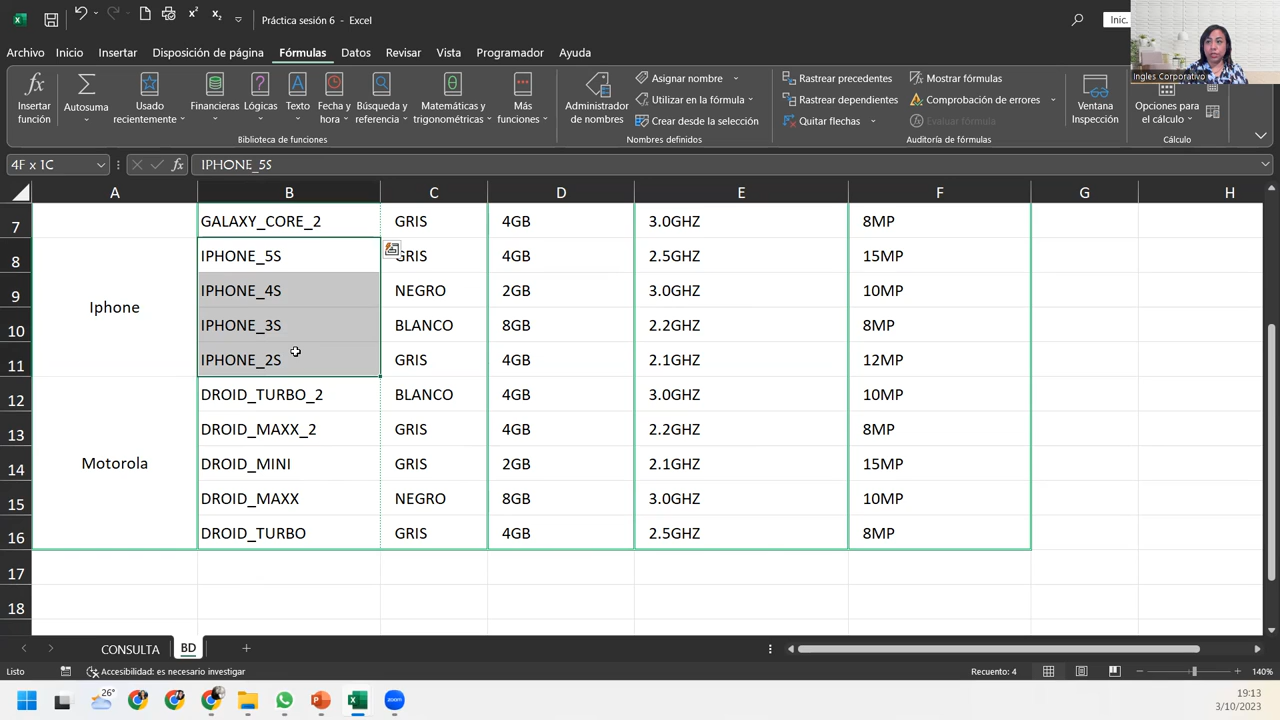 Práctica sesión 6 - Excel
Inic.
Archivo Inicio Insertar Disposición de página Fórmulas Datos Revisar Vista Programador Ayuda
Ingles Corporativo
Insertar función
Autosuma
Usado recientemente
Financieras
Lógicas
Texto
Fecha y hora
Búsqueda y referencia
Matemáticas y trigonométricas
Más funciones
Biblioteca de funciones
Administrador de nombres
Asignar nombre
Utilizar en la fórmula
Crear desde la selección
Nombres definidos
Rastrear precedentes
Rastrear dependientes
Quitar flechas
Mostrar fórmulas
Comprobación de errores
Evaluar fórmula
Auditoría de fórmulas
Ventana Inspección
Opciones para el cálculo
Cálculo
4F x 1C fx IPHONE_5S
A B C D E F G H
7 GALAXY_CORE_2 GRIS 4GB 3.0GHZ 8MP
8 IPHONE_5S GRIS 4GB 2.5GHZ 15MP
9 IPHONE_4S NEGRO 2GB 3.0GHZ 10MP
Iphone
10 IPHONE_3S BLANCO 8GB 2.2GHZ 8MP
11 IPHONE_2S GRIS 4GB 2.1GHZ 12MP
12 DROID_TURBO_2 BLANCO 4GB 3.0GHZ 10MP
13 DROID_MAXX_2 GRIS 4GB 2.2GHZ 8MP
14 Motorola DROID_MINI GRIS 2GB 2.1GHZ 15MP
15 DROID_MAXX NEGRO 8GB 3.0GHZ 10MP
16 DROID_TURBO GRIS 4GB 2.5GHZ 8MP
17
18
CONSULTA BD
Listo Accesibilidad: es necesario investigar Recuento: 4 140%
26°
19:13
3/10/2023